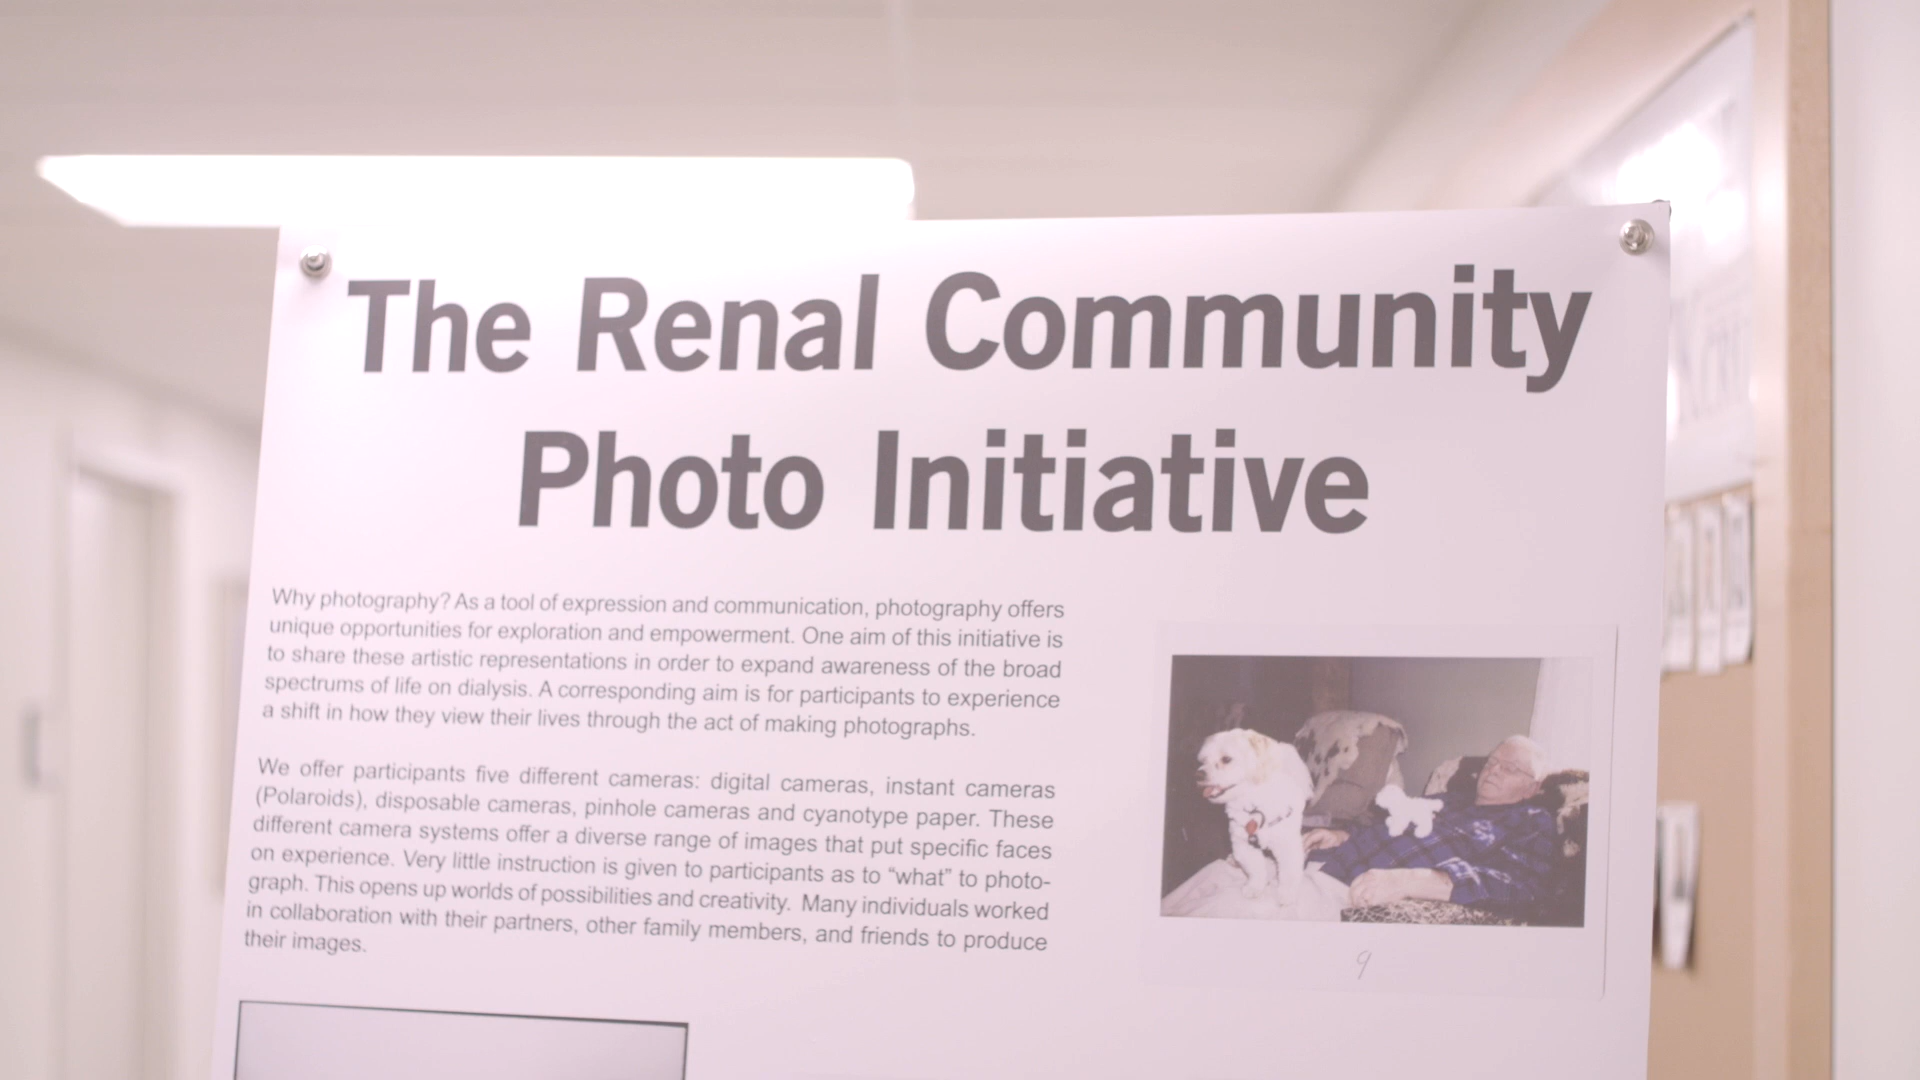 The Renal Community
Photo Initiative
Why photography? As a tool of expression and communication, photography offers
unique opportunities for exploration and empowerment. One aim of this initiative is
to share these artistic representations in order to expand awareness of the broad
spectrums of life on dialysis. A corresponding aim is for participants to experience
a shift in how they view their lives through the act of making photographs.
We offer participants five different cameras: digital cameras, instant cameras
(Polaroids), disposable cameras, pinhole cameras and cyanotype paper. These
different camera systems offer a diverse range of images that put specific faces
on experience. Very little instruction is given to participants as to “what” to photo-
graph. This opens up worlds of possibilities and creativity. Many individuals worked
in collaboration with their partners, other family members, and friends to produce
their images.
9